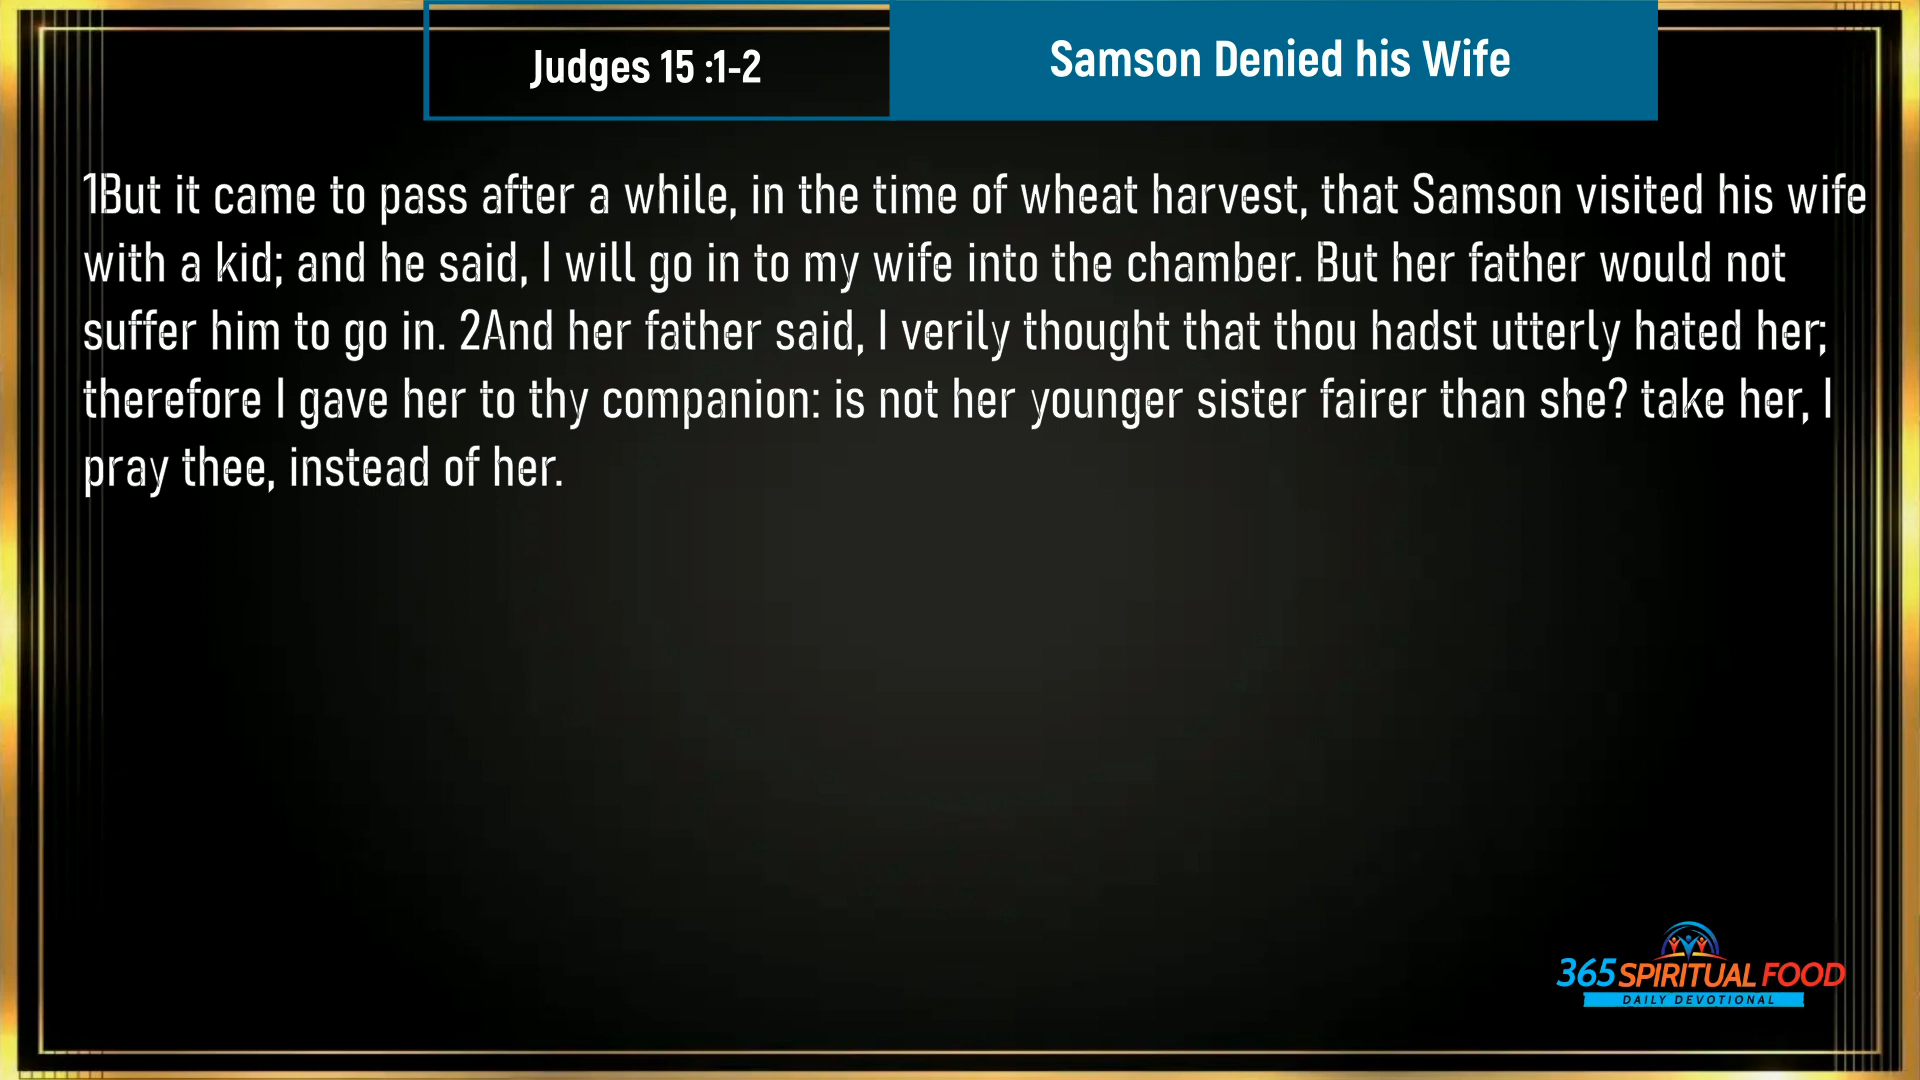 Judges 15 :1-2
Samson Denied his Wife
1But it came to pass after a while, in the time of wheat harvest, that Samson visited his wife
with a kid; and he said, I will go in to my wife into the chamber. But her father would not
suffer him to go in. 2And her father said, I verily thought that thou hadst utterly hated her;
therefore I gave her to thy companion: is not her younger sister fairer than she? take her, I
pray thee, instead of her.
365 SPIRITUAL FOOD
DAILY DEVOTIONAL